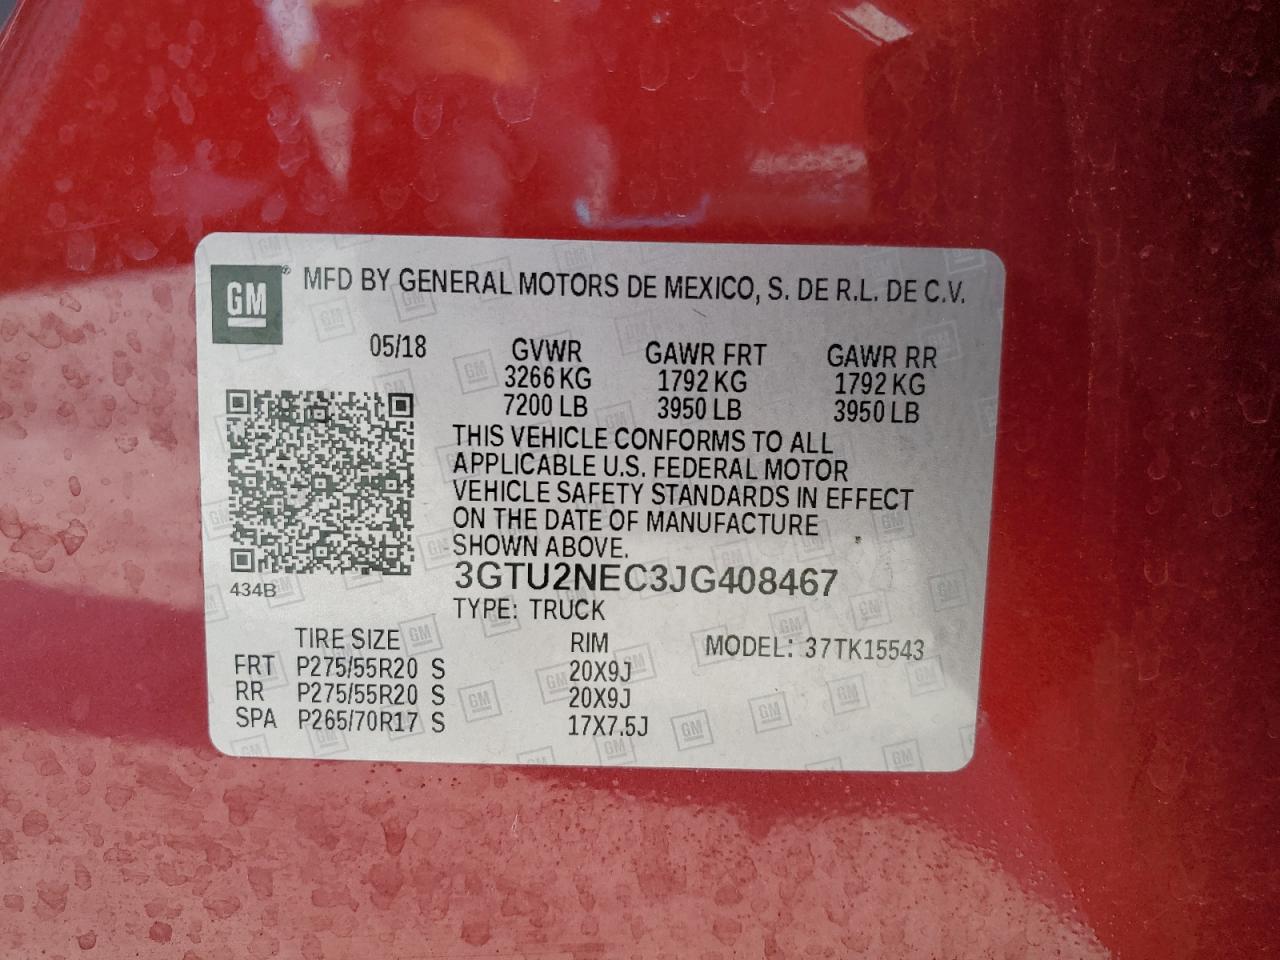 GM® MFD BY GENERAL MOTORS DE MEXICO, S. DE R.L. DE C.V.
05/18 GVWR GAWR FRT GAWR RR
3266 KG 1792 KG 1792 KG
7200 LB 3950 LB 3950 LB
THIS VEHICLE CONFORMS TO ALL
APPLICABLE U.S. FEDERAL MOTOR
VEHICLE SAFETY STANDARDS IN EFFECT
ON THE DATE OF MANUFACTURE
SHOWN ABOVE.
434B 3GTU2NEC3JG408467
TYPE: TRUCK
TIRE SIZE RIM MODEL: 37TK15543
FRT P275/55R20 S 20X9J
RR P275/55R20 S 20X9J
SPA P265/70R17 S 17X7.5J